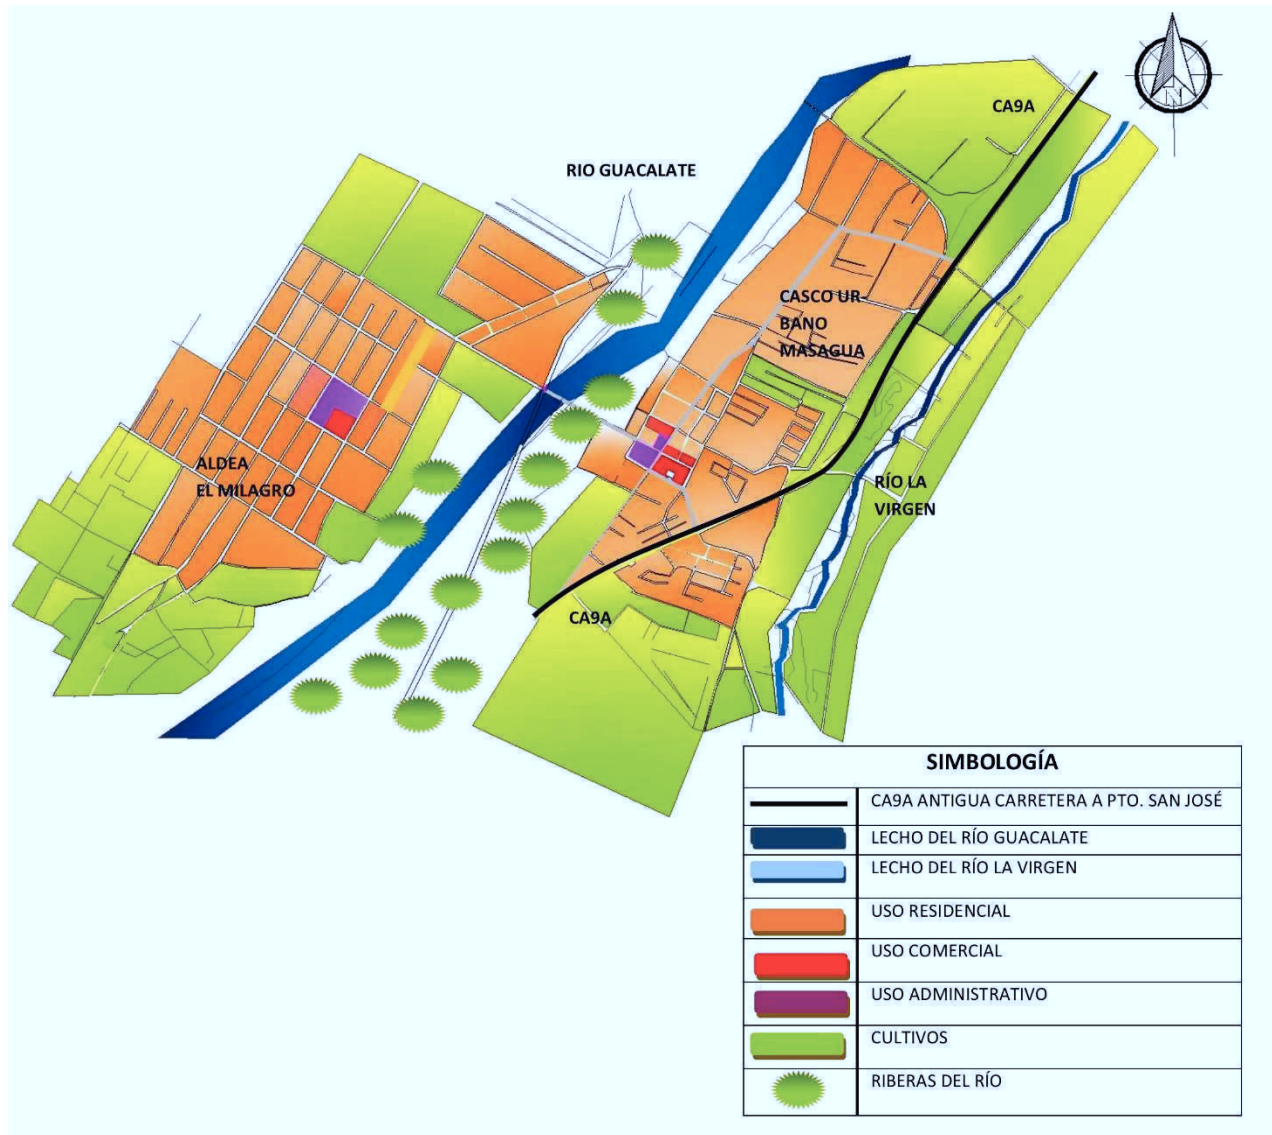 N
CA9A
RIO GUACALATE
CASCO UR-
BANO
MASAGUA
ALDEA
EL MILAGRO
RÍO LA
VIRGEN
CA9A
SIMBOLOGÍA
CA9A ANTIGUA CARRETERA A PTO. SAN JOSÉ
LECHO DEL RÍO GUACALATE
LECHO DEL RÍO LA VIRGEN
USO RESIDENCIAL
USO COMERCIAL
USO ADMINISTRATIVO
CULTIVOS
RIBERAS DEL RÍO